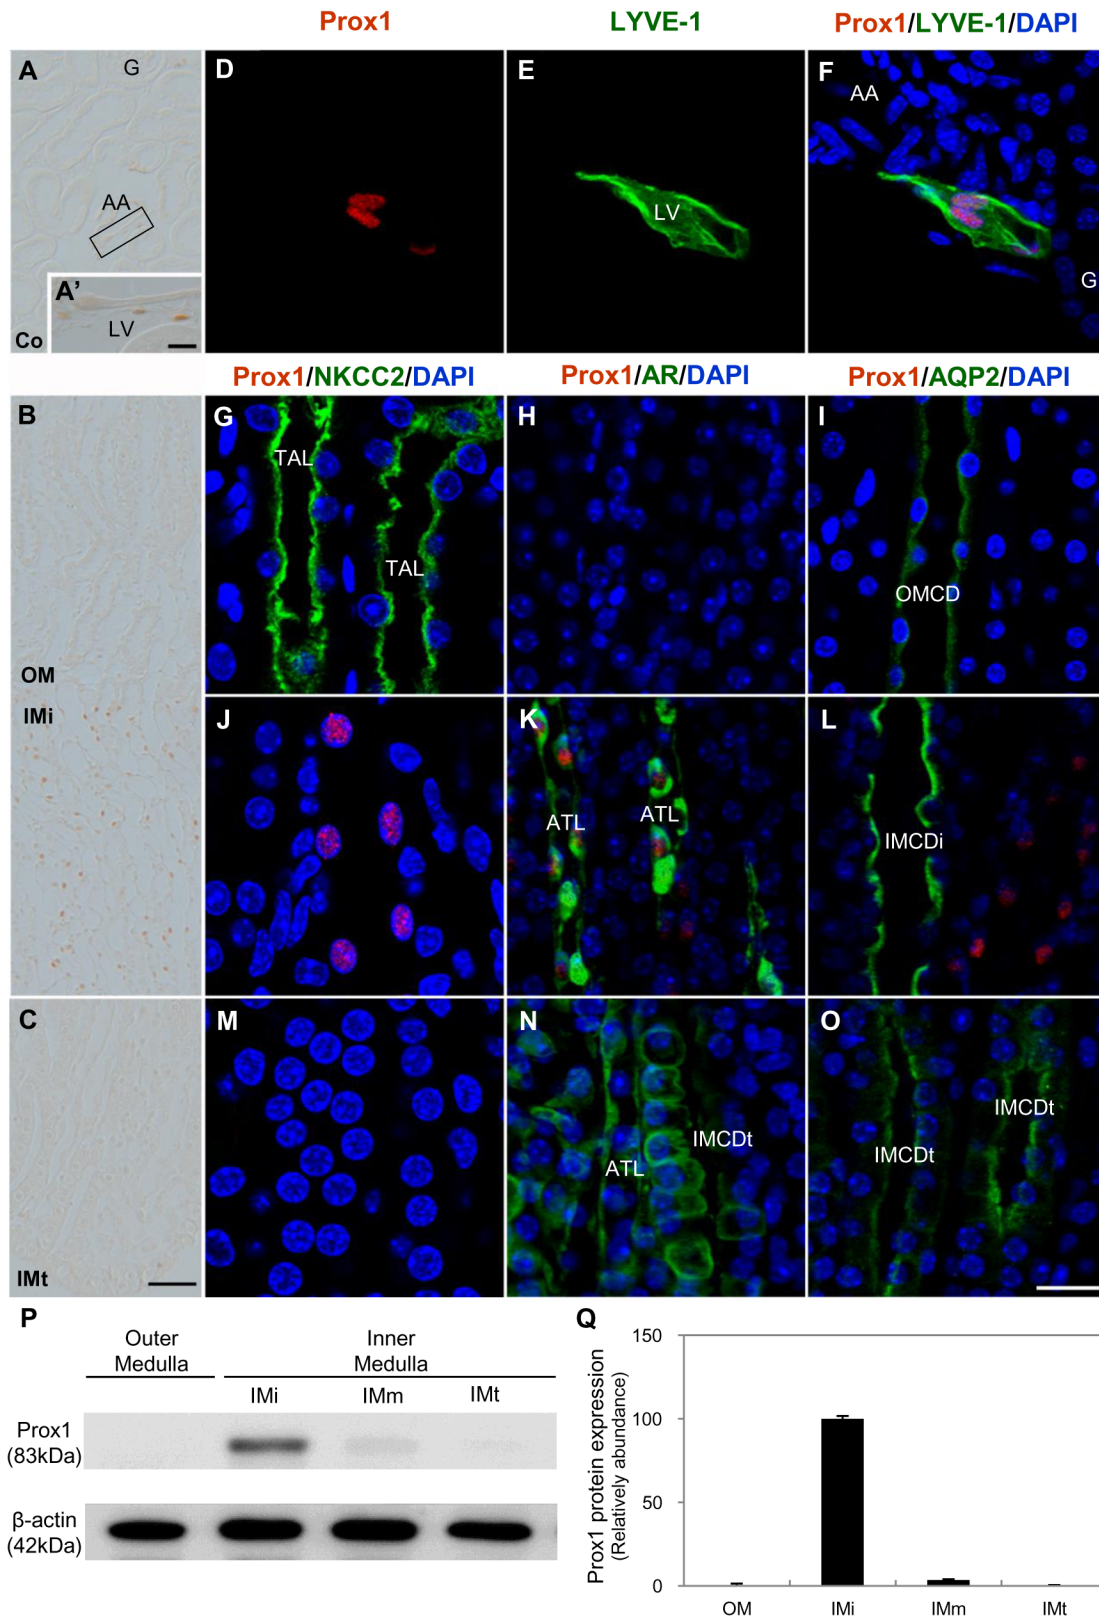 Prox1
LYVE-1
Prox1/LYVE-1/DAPI
A
G
AA
A’
LV
Co
D
E
LV
F
AA
G
Prox1/NKCC2/DAPI
Prox1/AR/DAPI
Prox1/AQP2/DAPI
B
OM
IMi
G
TAL
TAL
H
I
OMCD
J
K
ATL
ATL
L
IMCDi
C
IMt
M
N
ATL
IMCDt
O
IMCDt
IMCDt
P
Outer
Medulla
Inner
Medulla
IMi
IMm
IMt
Prox1
(83kDa)
β-actin
(42kDa)
Q
Prox1 protein expression
(Relatively abundance)
150
100
50
0
OM
IMi
IMm
IMt